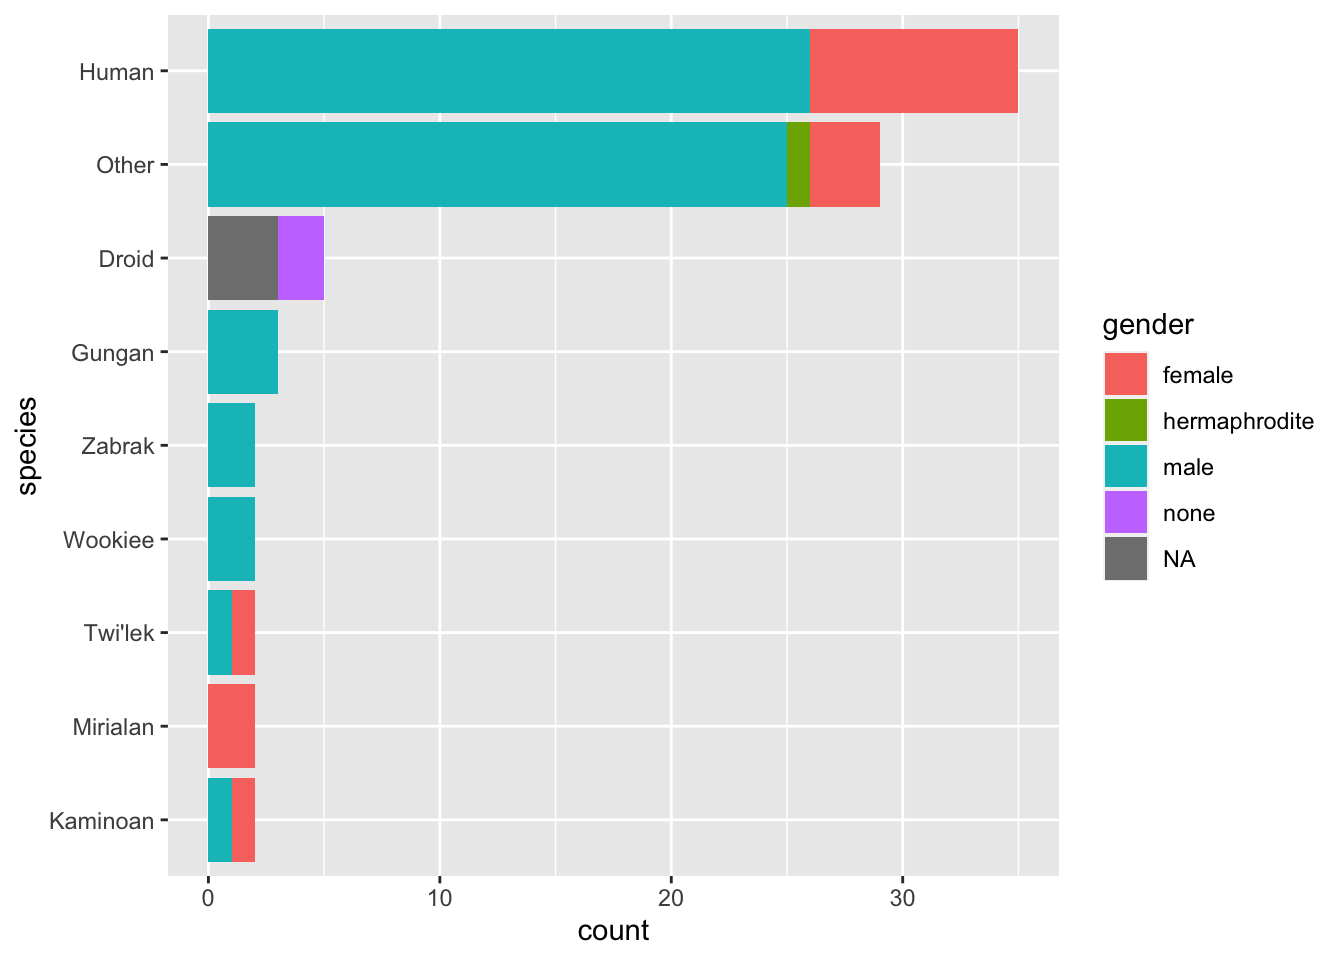 Human
Other
Droid
Gungan
Zabrak
Wookiee
Twi'lek
Mirialan
Kaminoan
species
0 10 20 30
count
gender
female
hermaphrodite
male
none
NA